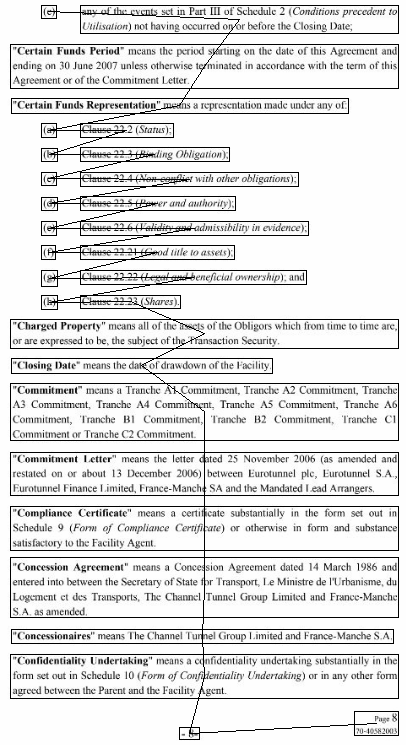 (e) any of the events set in Part III of Schedule 2 (Conditions precedent to
Utilisation) not having occurred on or before the Closing Date;
"Certain Funds Period" means the period starting on the date of this Agreement and
ending on 30 June 2007 unless otherwise terminated in accordance with the term of this
Agreement or of the Commitment Letter.
"Certain Funds Representation" means a representation made under any of:
(a) Clause 22.2 (Status);
(b) Clause 22.3 (Binding Obligation);
(c) Clause 22.4 (Non-conflict with other obligations);
(d) Clause 22.5 (Power and authority);
(e) Clause 22.6 (Validity and admissibility in evidence);
(f) Clause 22.21 (Good title to assets);
(g) Clause 22.22 (Legal and beneficial ownership); and
(h) Clause 22.23 (Shares).
"Charged Property" means all of the assets of the Obligors which from time to time are,
or are expressed to be, the subject of the Transaction Security.
"Closing Date" means the date of drawdown of the Facility.
"Commitment" means a Tranche A1 Commitment, Tranche A2 Commitment, Tranche
A3 Commitment, Tranche A4 Commitment, Tranche A5 Commitment, Tranche A6
Commitment, Tranche B1 Commitment, Tranche B2 Commitment, Tranche C1
Commitment or Tranche C2 Commitment.
"Commitment Letter" means the letter dated 25 November 2006 (as amended and
restated on or about 13 December 2006) between Eurotunnel plc, Eurotunnel S.A.,
Eurotunnel Finance Limited, France-Manche SA and the Mandated Lead Arrangers.
"Compliance Certificate" means a certificate substantially in the form set out in
Schedule 9 (Form of Compliance Certificate) or otherwise in form and substance
satisfactory to the Facility Agent.
"Concession Agreement" means a Concession Agreement dated 14 March 1986 and
entered into between the Secretary of State for Transport, Le Ministre de l'Urbanisme, du
Logement et des Transports, The Channel Tunnel Group Limited and France-Manche
S.A. as amended.
"Concessionaires" means The Channel Tunnel Group Limited and France-Manche S.A.
"Confidentiality Undertaking" means a confidentiality undertaking substantially in the
form set out in Schedule 10 (Form of Confidentiality Undertaking) or in any other form
agreed between the Parent and the Facility Agent.
Page 8
- 8-
70-40582003